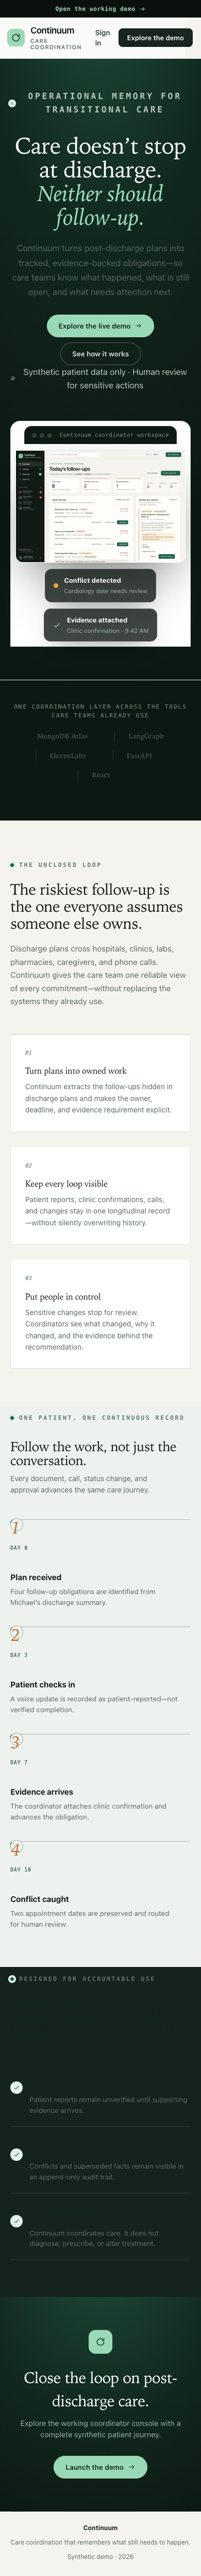 Open the working demo →
Continuum
CARE
COORDINATION
Sign
in
Explore the demo
OPERATIONAL MEMORY FOR
TRANSITIONAL CARE
Care doesn't stop
at discharge.
Neither should
follow-up.
Continuum turns post-discharge plans into
tracked, evidence-backed obligations—so
care teams know what happened, what is still
open, and what needs attention next.
Explore the live demo →
See how it works
Synthetic patient data only · Human review
for sensitive actions
Continuum coordinator workspace
Today's follow-ups
Conflict detected
Cardiology date needs review
Evidence attached
Clinic confirmation · 9:42 AM
ONE COORDINATION LAYER ACROSS THE TOOLS
CARE TEAMS ALREADY USE
MongoDB Atlas
LangGraph
ElevenLabs
FastAPI
React
THE UNCLOSED LOOP
The riskiest follow-up is
the one everyone assumes
someone else owns.
Discharge plans cross hospitals, clinics, labs,
pharmacies, caregivers, and phone calls.
Continuum gives the care team one reliable view
of every commitment—without replacing the
systems they already use.
01
Turn plans into owned work
Continuum extracts the follow-ups hidden in
discharge plans and makes the owner,
deadline, and evidence requirement explicit.
02
Keep every loop visible
Patient reports, clinic confirmations, calls,
and changes stay in one longitudinal record
—without silently overwriting history.
03
Put people in control
Sensitive changes stop for review.
Coordinators see what changed, why it
changed, and the evidence behind the
recommendation.
ONE PATIENT, ONE CONTINUOUS RECORD
Follow the work, not just the
conversation.
Every document, call, status change, and
approval advances the same care journey.
1
DAY 0
Plan received
Four follow-up obligations are identified from
Michael's discharge summary.
2
DAY 3
Patient checks in
A voice update is recorded as patient-reported—not
verified completion.
3
DAY 7
Evidence arrives
The coordinator attaches clinic confirmation and
advances the obligation.
4
DAY 10
Conflict caught
Two appointment dates are preserved and routed
for human review.
DESIGNED FOR ACCOUNTABLE USE
Patient reports remain unverified until supporting
evidence arrives.
Conflicts and superseded facts remain visible in
an append-only audit trail.
Continuum coordinates care. It does not
diagnose, prescribe, or alter treatment.
Close the loop on post-
discharge care.
Explore the working coordinator console with a
complete synthetic patient journey.
Launch the demo →
Continuum
Care coordination that remembers what still needs to happen.
Synthetic demo · 2026